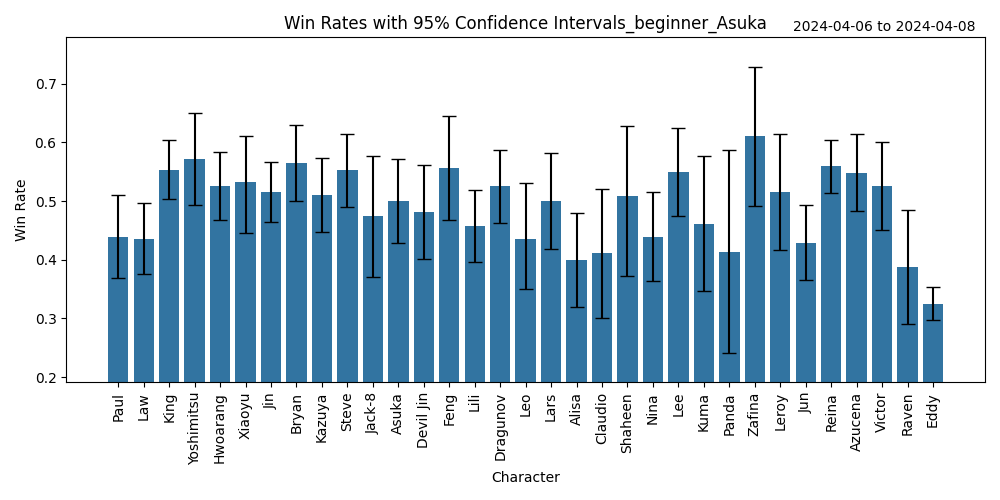 Win Rates with 95% Confidence Intervals_beginner_Asuka
2024-04-06 to 2024-04-08
Win Rate
0.7
0.6
0.5
0.4
0.3
0.2
Paul
Law
King
Yoshimitsu
Hwoarang
Xiaoyu
Jin
Bryan
Kazuya
Steve
Jack-8
Asuka
Devil Jin
Feng
Lili
Dragunov
Leo
Lars
Alisa
Claudio
Shaheen
Nina
Lee
Kuma
Panda
Zafina
Leroy
Jun
Reina
Azucena
Victor
Raven
Eddy
Character